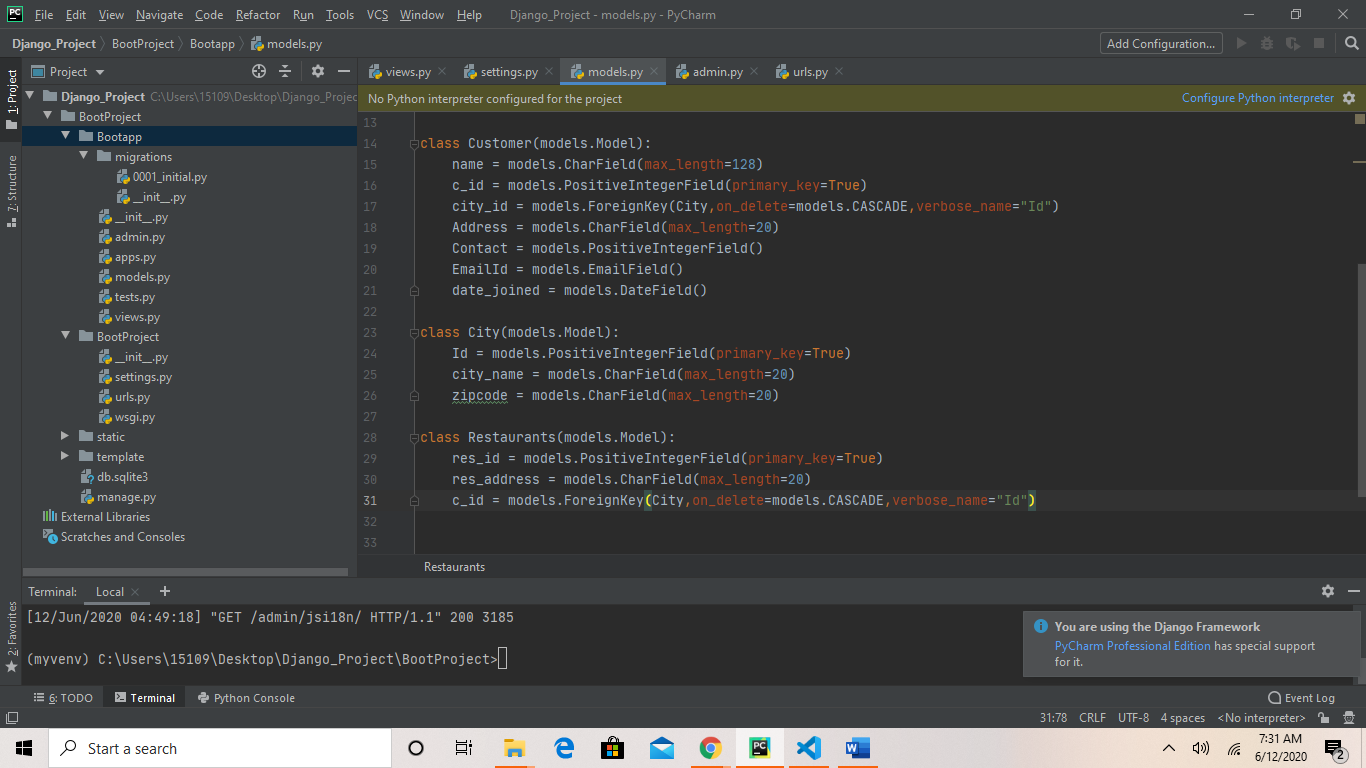 PC File Edit View Navigate Code Refactor Run Tools VCS Window Help Django_Project - models.py - PyCharm
Django_Project BootProject Bootapp models.py Add Configuration...
1: Project
7: Structure
2: Favorites
Project
Django_Project C:\Users\15109\Desktop\Django_Projec
BootProject
Bootapp
migrations
0001_initial.py
__init__.py
__init__.py
admin.py
apps.py
models.py
tests.py
views.py
BootProject
__init__.py
settings.py
urls.py
wsgi.py
static
template
db.sqlite3
manage.py
External Libraries
Scratches and Consoles
views.py settings.py models.py admin.py urls.py
No Python interpreter configured for the project Configure Python interpreter
13
14 class Customer(models.Model):
15 name = models.CharField(max_length=128)
16 c_id = models.PositiveIntegerField(primary_key=True)
17 city_id = models.ForeignKey(City,on_delete=models.CASCADE,verbose_name="Id")
18 Address = models.CharField(max_length=20)
19 Contact = models.PositiveIntegerField()
20 EmailId = models.EmailField()
21 date_joined = models.DateField()
22
23 class City(models.Model):
24 Id = models.PositiveIntegerField(primary_key=True)
25 city_name = models.CharField(max_length=20)
26 zipcode = models.CharField(max_length=20)
27
28 class Restaurants(models.Model):
29 res_id = models.PositiveIntegerField(primary_key=True)
30 res_address = models.CharField(max_length=20)
31 c_id = models.ForeignKey(City,on_delete=models.CASCADE,verbose_name="Id")
32
33
Restaurants
Terminal: Local +
[12/Jun/2020 04:49:18] "GET /admin/jsi18n/ HTTP/1.1" 200 3185
(myvenv) C:\Users\15109\Desktop\Django_Project\BootProject>
You are using the Django Framework
PyCharm Professional Edition has special support
for it.
6: TODO Terminal Python Console Event Log
31:78 CRLF UTF-8 4 spaces <No interpreter>
Start a search
PC
7:31 AM
6/12/2020
2